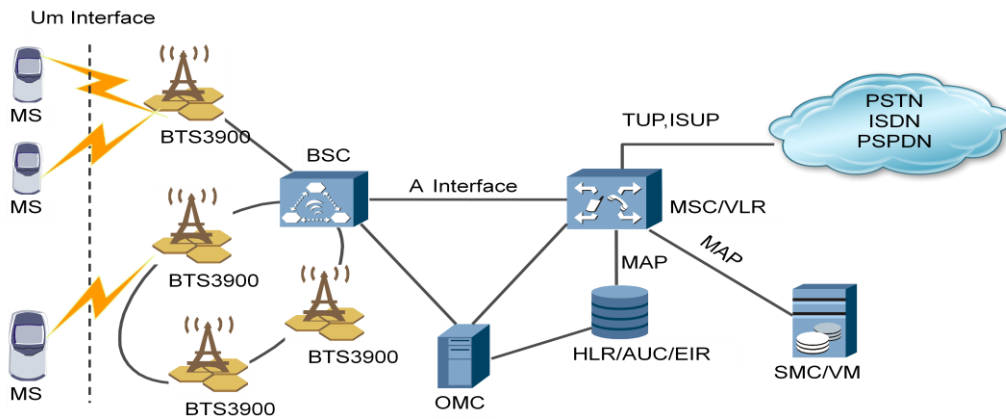 Um Interface
MS
BTS3900
MS
BSC
A Interface
TUP,ISUP
PSTN
ISDN
PSPDN
MSC/VLR
BTS3900
MAP
MAP
BTS3900
BTS3900
MS
OMC
HLR/AUC/EIR
SMC/VM